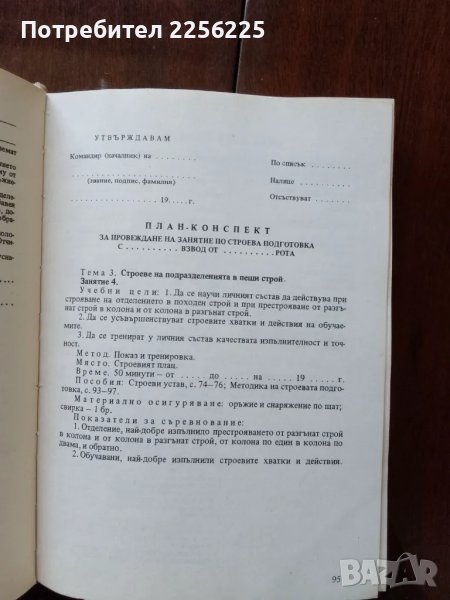 Потребител 2256225
УТВЪРЖДАВАМ
Командир (началник) на . . . . . . . . По списък . . . . . . . .
. . . . . . . . . . . . . . . . . . . . . . .
(звание, подпис, фамилия) Налице . . . . . . . . .
. . . . . . . . . . . . . . . . 19 . . . . г. Отсъствуват . . . . . . .
ПЛАН-КОНСПЕКТ
ЗА ПРОВЕЖДАНЕ НА ЗАНЯТИЕ ПО СТРОЕВА ПОДГОТОВКА
С . . . . . . . . . . ВЗВОД ОТ . . . . . . . . . . РОТА
Тема 3. Строеве на подразделенията в пеши строй.
Занятие 4.
Учебни цели: 1. Да се научи личният състав да действува при
строяване на отделението в походен строй и при престрояване от разгъ-
нат строй в колона и от колона в разгънат строй.
2. Да се усъвършенствуват строевите хватки и действия на обучае-
мите.
3. Да се тренират у личния състав качествата изпълнителност и точ-
ност.
Метод. Показ и тренировка.
Място. Строевият плац.
Време. 50 минути – от . . . . . до . . . . . на . . . . . 19 . . . . г.
Пособия: Строеви устав, с. 74–76; Методика на строевата подго-
товка, с. 93–97.
Материално осигуряване: оръжие и снаряжение по щат;
свирка – 1 бр.
Показатели за съревнование:
1. Отделение, най-добре изпълнило престрояването от разгънат строй
в колона и от колона в разгънат строй, от колона по един в колона по
двама, и обратно.
2. Обучавани, най-добре изпълнили строевите хватки и действия.
95
БАЗАР
bazar.bg